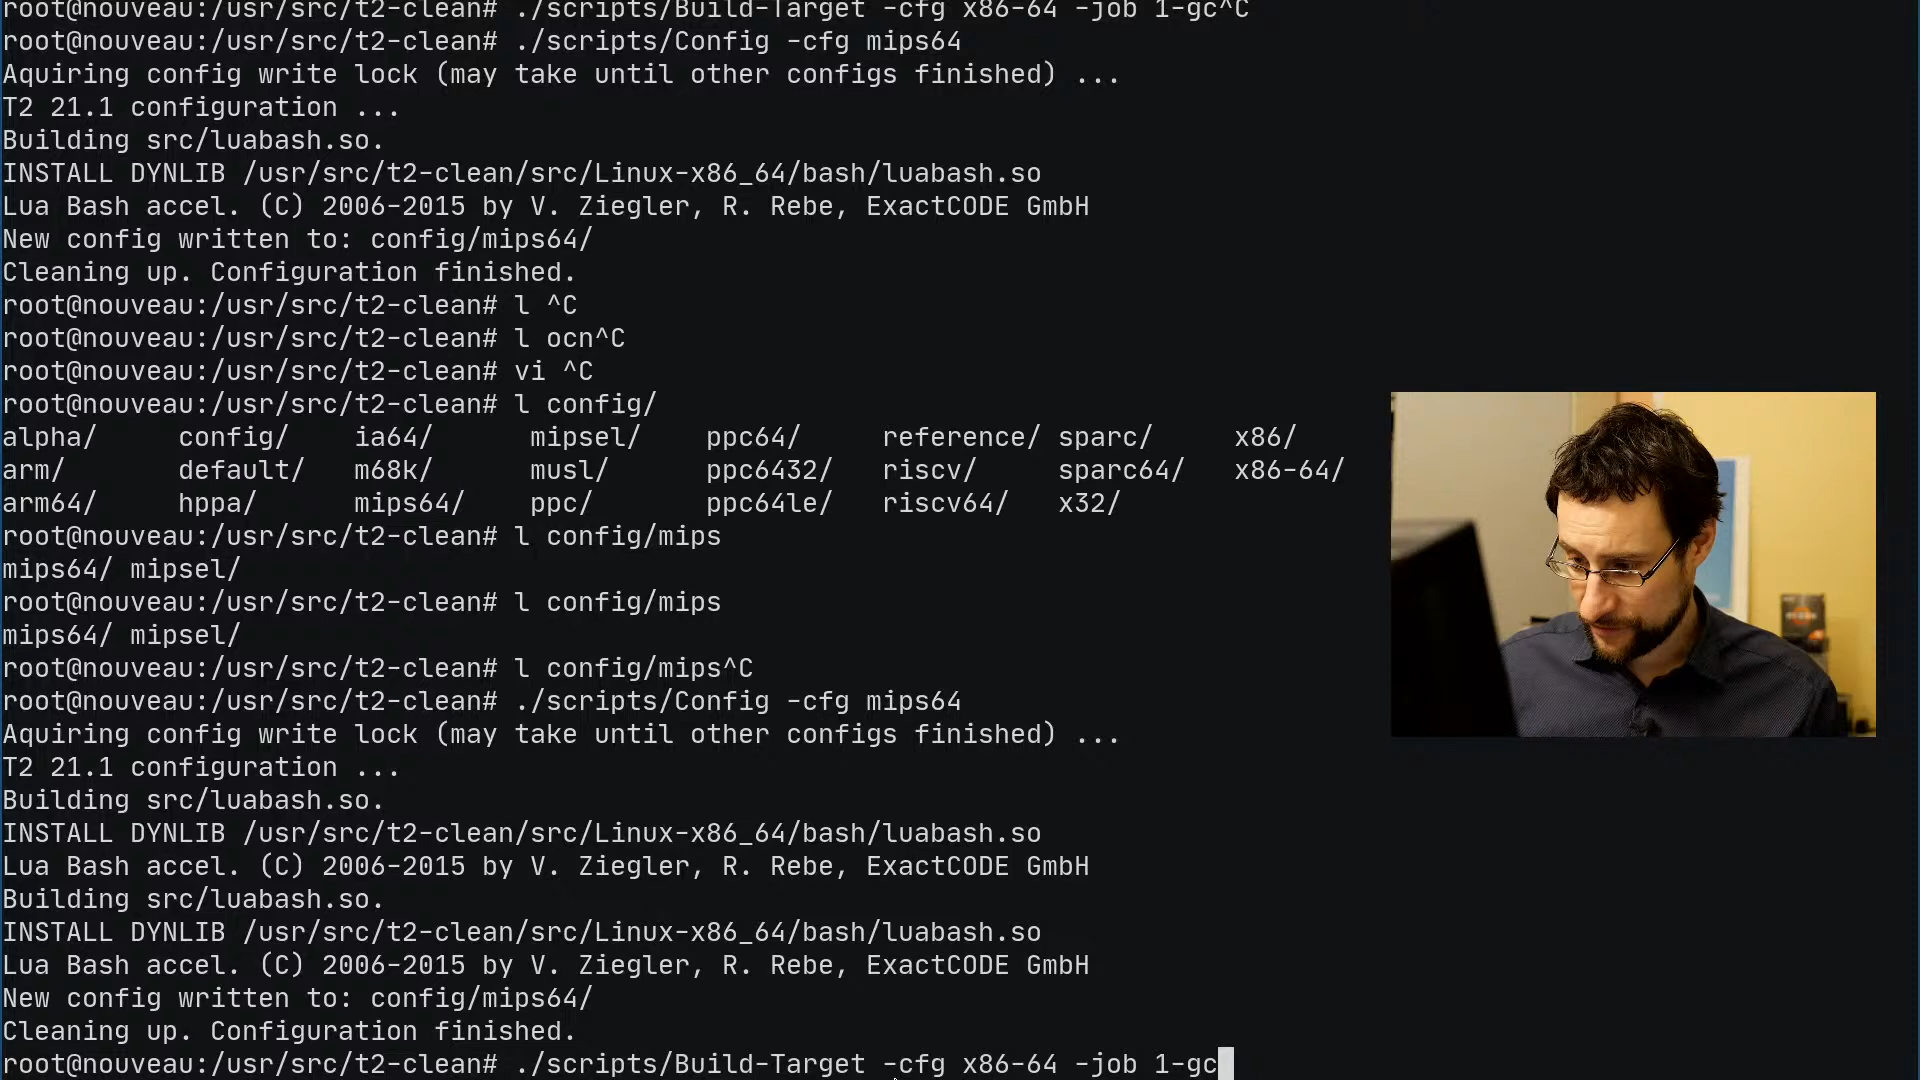 root@nouveau:/usr/src/t2-clean# ./scripts/Build-Target -cfg x86-64 -job 1-gc^C
root@nouveau:/usr/src/t2-clean# ./scripts/Config -cfg mips64
Aquiring config write lock (may take until other configs finished) ...
T2 21.1 configuration ...
Building src/luabash.so.
INSTALL DYNLIB /usr/src/t2-clean/src/Linux-x86_64/bash/luabash.so
Lua Bash accel. (C) 2006-2015 by V. Ziegler, R. Rebe, ExactCODE GmbH
New config written to: config/mips64/
Cleaning up. Configuration finished.
root@nouveau:/usr/src/t2-clean# l ^C
root@nouveau:/usr/src/t2-clean# l ocn^C
root@nouveau:/usr/src/t2-clean# vi ^C
root@nouveau:/usr/src/t2-clean# l config/
alpha/ config/ ia64/ mipsel/ ppc64/ reference/ sparc/ x86/
arm/ default/ m68k/ musl/ ppc6432/ riscv/ sparc64/ x86-64/
arm64/ hppa/ mips64/ ppc/ ppc64le/ riscv64/ x32/
root@nouveau:/usr/src/t2-clean# l config/mips
mips64/ mipsel/
root@nouveau:/usr/src/t2-clean# l config/mips
mips64/ mipsel/
root@nouveau:/usr/src/t2-clean# l config/mips^C
root@nouveau:/usr/src/t2-clean# ./scripts/Config -cfg mips64
Aquiring config write lock (may take until other configs finished) ...
T2 21.1 configuration ...
Building src/luabash.so.
INSTALL DYNLIB /usr/src/t2-clean/src/Linux-x86_64/bash/luabash.so
Lua Bash accel. (C) 2006-2015 by V. Ziegler, R. Rebe, ExactCODE GmbH
Building src/luabash.so.
INSTALL DYNLIB /usr/src/t2-clean/src/Linux-x86_64/bash/luabash.so
Lua Bash accel. (C) 2006-2015 by V. Ziegler, R. Rebe, ExactCODE GmbH
New config written to: config/mips64/
Cleaning up. Configuration finished.
root@nouveau:/usr/src/t2-clean# ./scripts/Build-Target -cfg x86-64 -job 1-gc